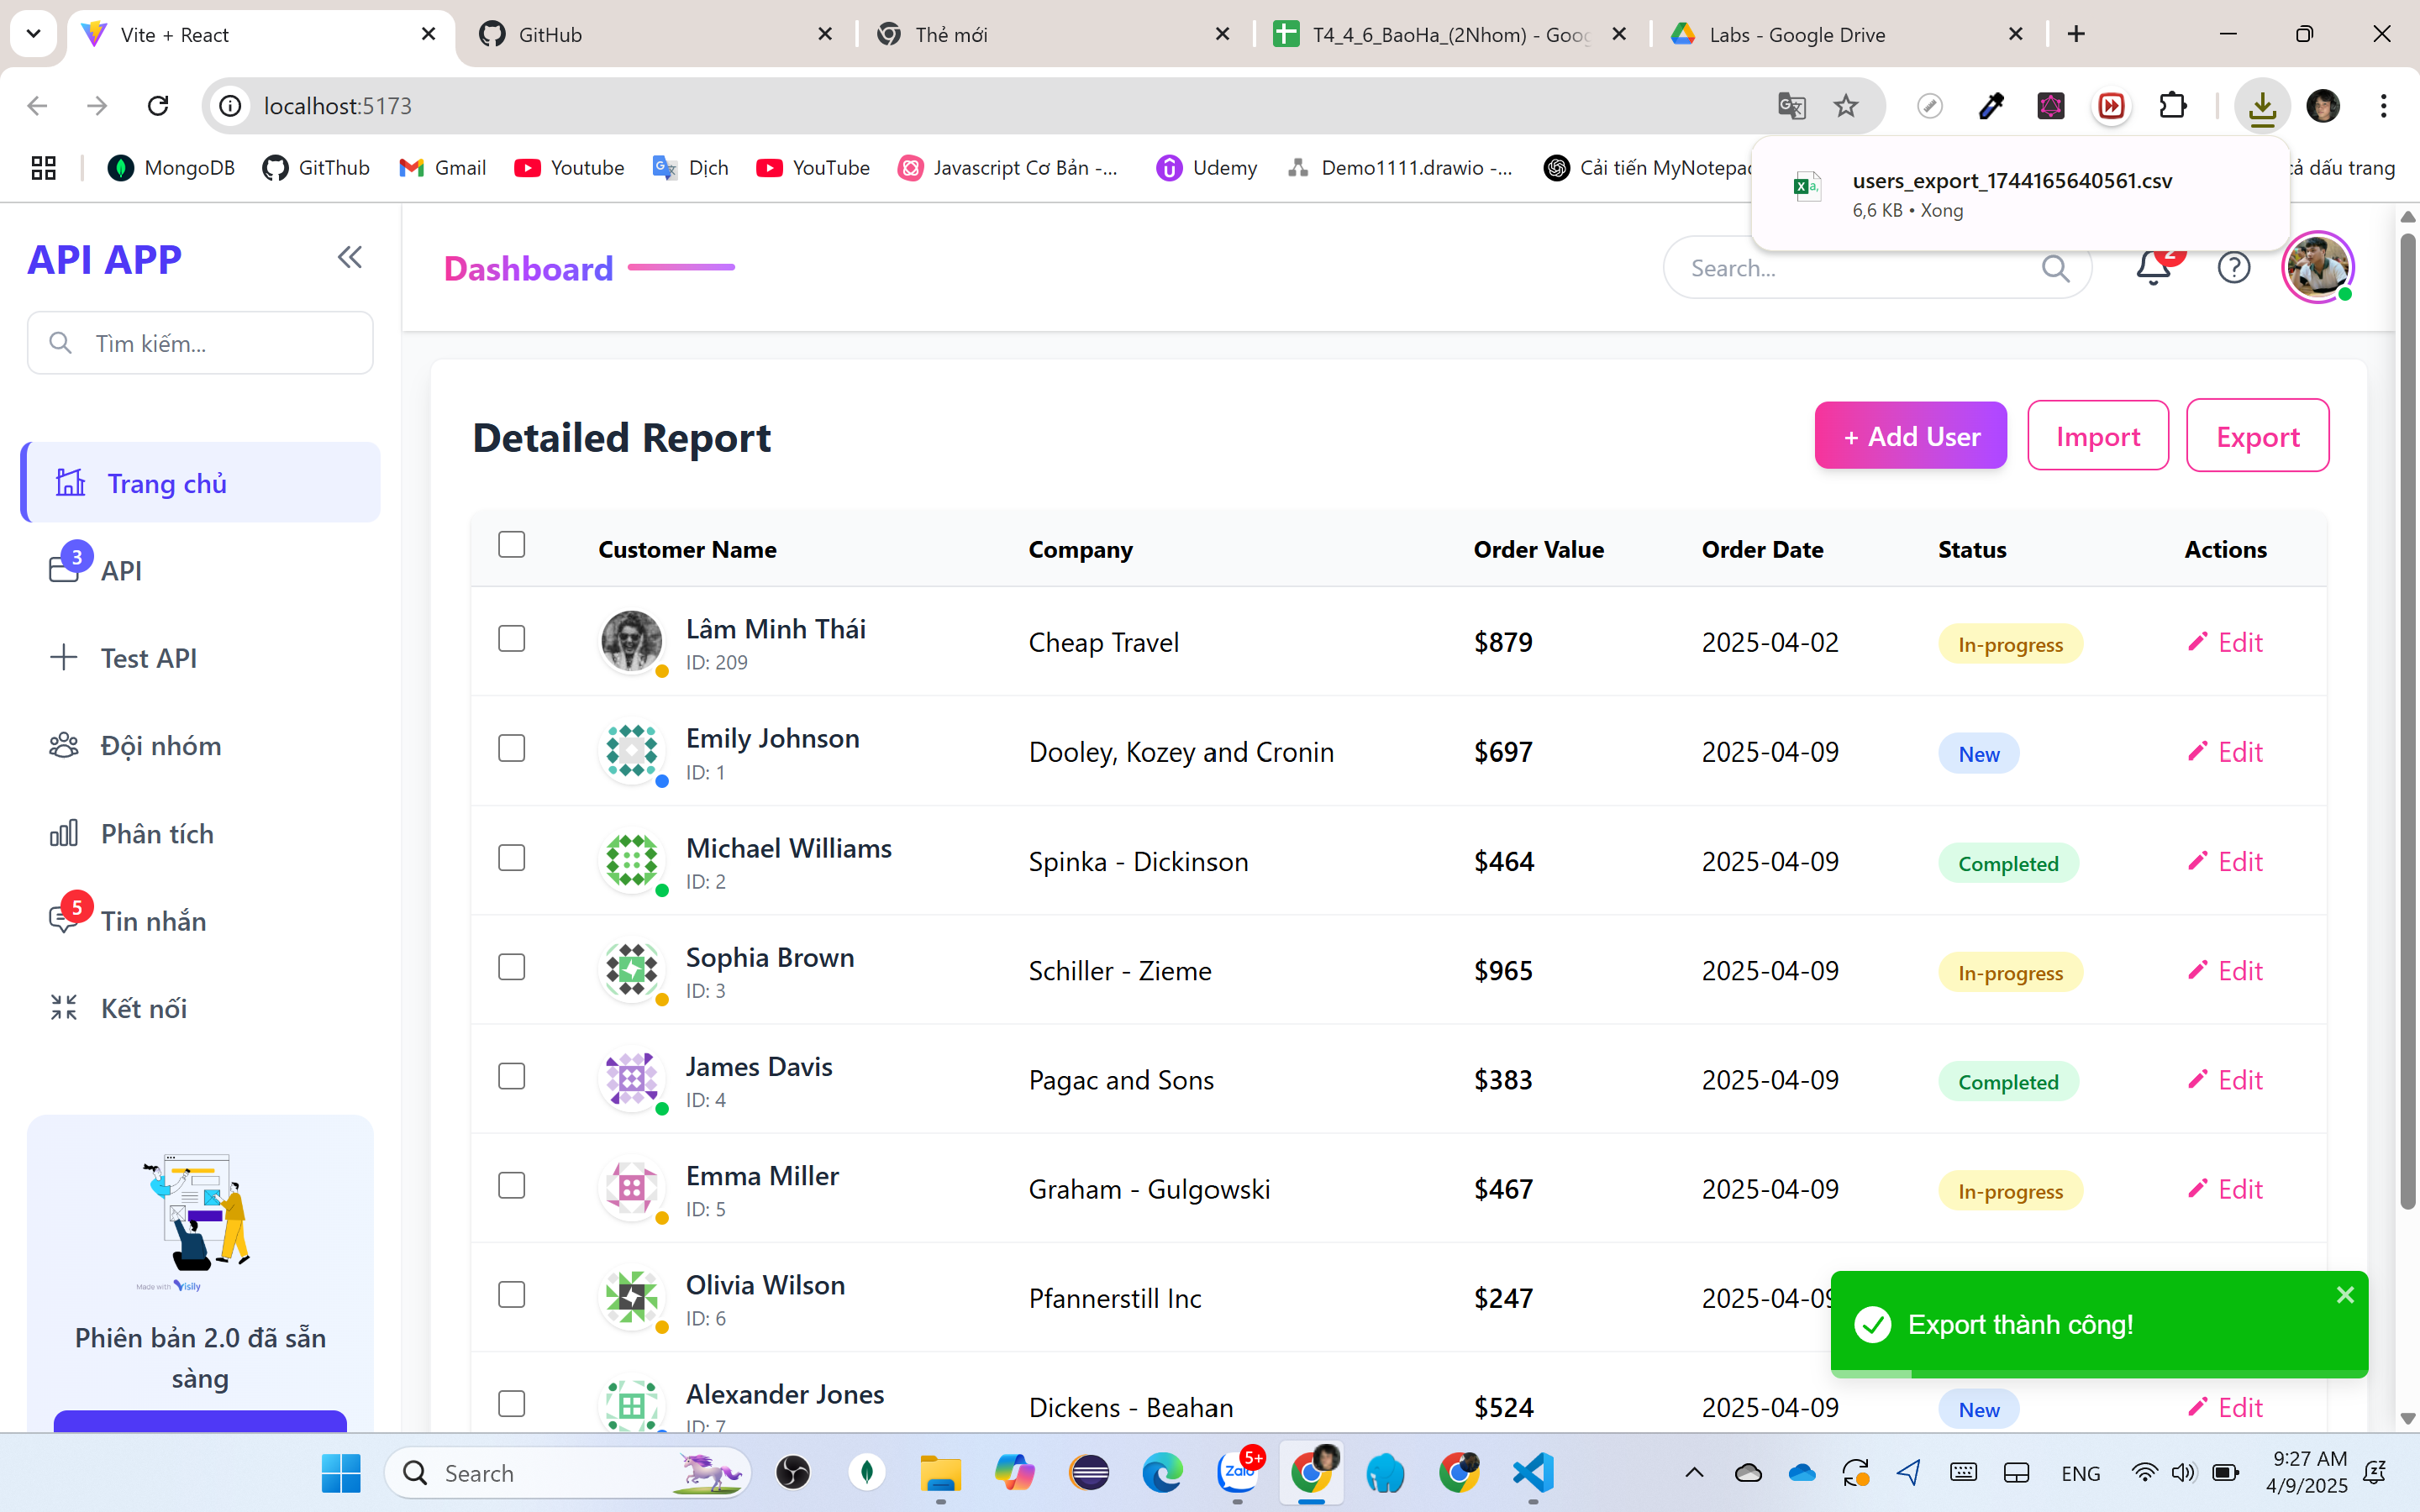 Vite + React
GitHub
Thẻ mới
T4_4_6_BaoHa_(2Nhom) - Goog
Labs - Google Drive
localhost:5173
MongoDB
GitThub
Gmail
Youtube
Dịch
YouTube
Javascript Cơ Bản -...
Udemy
Demo1111.drawio -...
Cải tiến MyNotepad
cả dấu trang
users_export_1744165640561.csv
6,6 KB • Xong
API APP
Tìm kiếm...
Trang chủ
3
API
Test API
Đội nhóm
Phân tích
5
Tin nhắn
Kết nối
Made with Visily
Phiên bản 2.0 đã sẵn
sàng
Dashboard
Search...
2
Detailed Report
+ Add User
Import
Export
Customer Name Company Order Value Order Date Status Actions
Lâm Minh Thái
ID: 209
Cheap Travel $879 2025-04-02 In-progress Edit
Emily Johnson
ID: 1
Dooley, Kozey and Cronin $697 2025-04-09 New Edit
Michael Williams
ID: 2
Spinka - Dickinson $464 2025-04-09 Completed Edit
Sophia Brown
ID: 3
Schiller - Zieme $965 2025-04-09 In-progress Edit
James Davis
ID: 4
Pagac and Sons $383 2025-04-09 Completed Edit
Emma Miller
ID: 5
Graham - Gulgowski $467 2025-04-09 In-progress Edit
Olivia Wilson
ID: 6
Pfannerstill Inc $247 2025-04-09
Alexander Jones
ID: 7
Dickens - Beahan $524 2025-04-09 New Edit
Export thành công!
Search
Zalo
5+
ENG
9:27 AM
4/9/2025